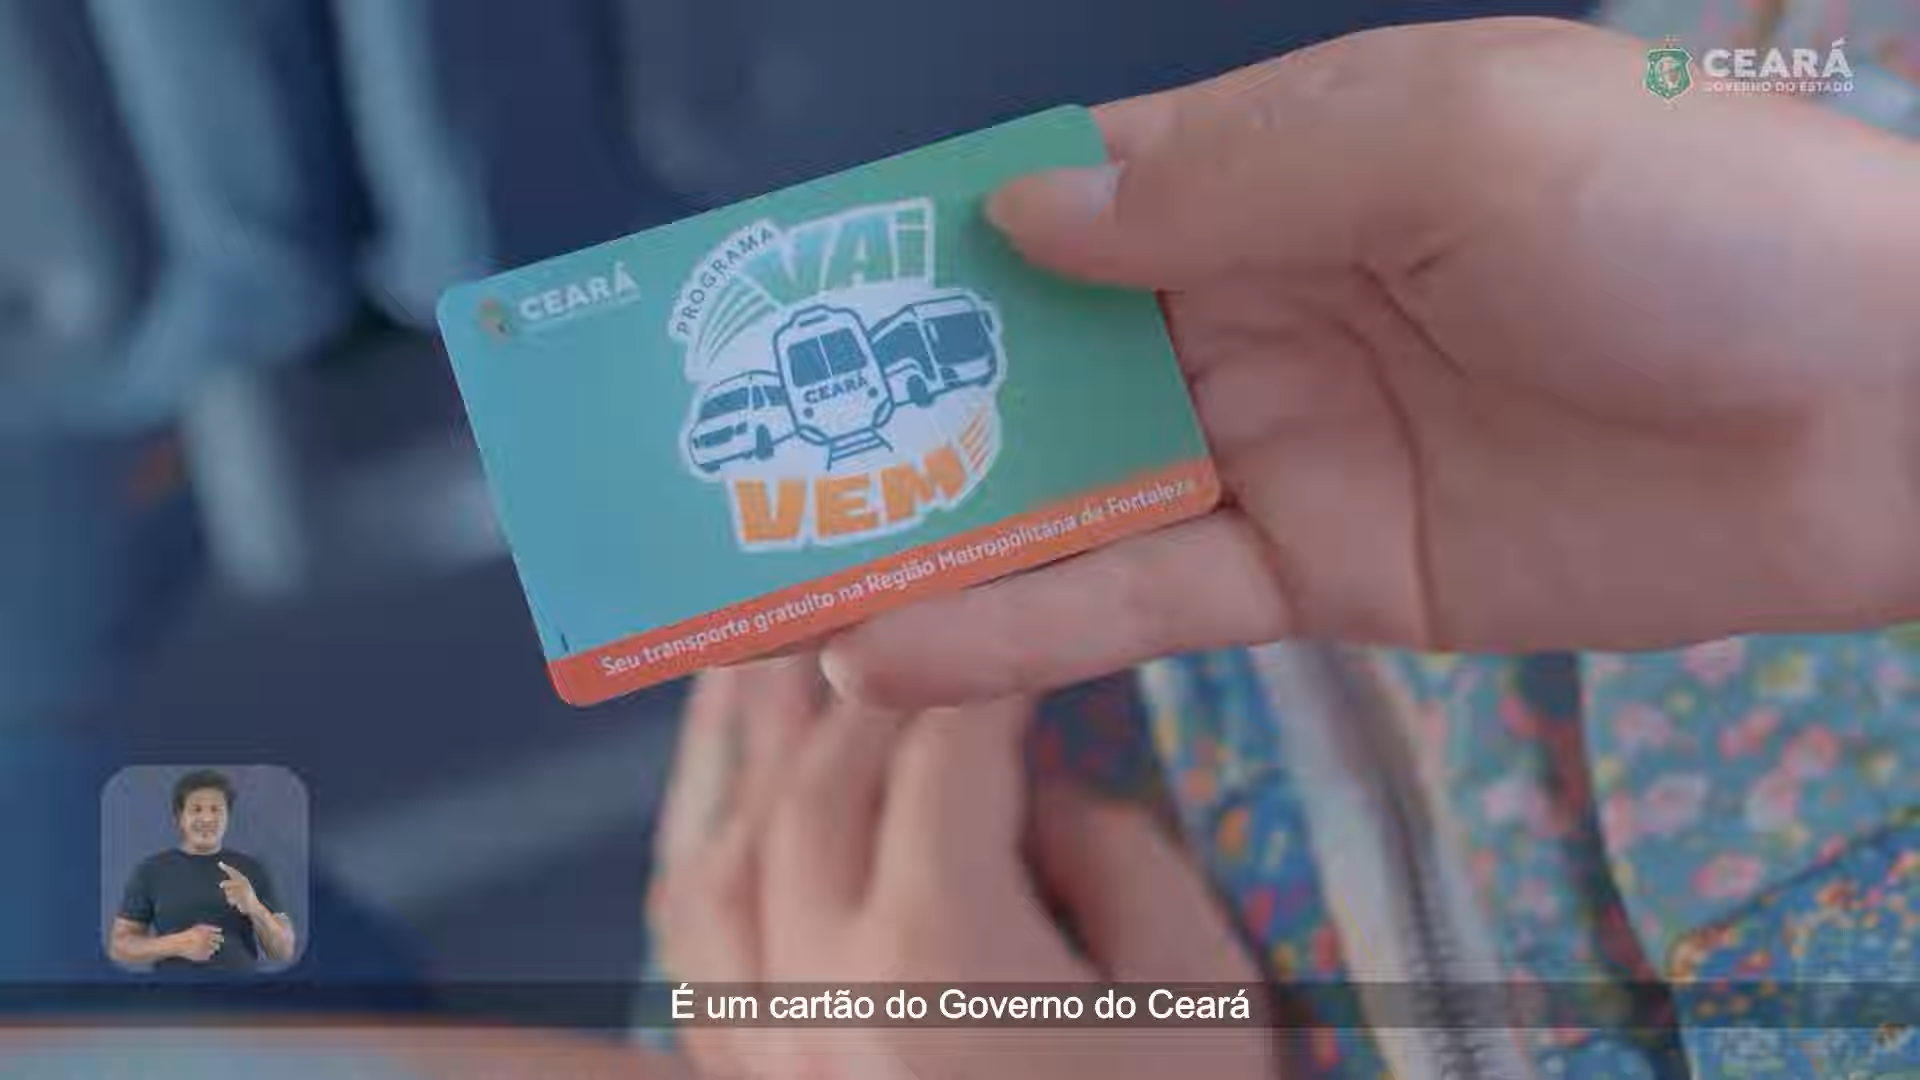 CEARÁ
GOVERNO DO ESTADO
CEARÁ
PROGRAMA
VAI
CEARÁ
VEM
Seu transporte gratuito na Região Metropolitana de Fortaleza
É um cartão do Governo do Ceará